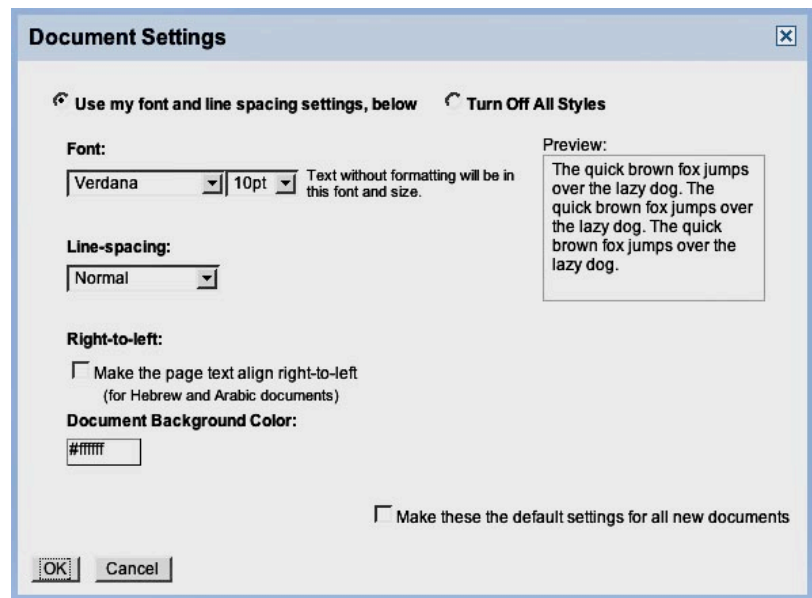 Document Settings
Use my font and line spacing settings, below
Turn Off All Styles
Font:
Verdana
10pt
Text without formatting will be in
this font and size.
Preview:
The quick brown fox jumps
over the lazy dog. The
quick brown fox jumps over
the lazy dog. The quick
brown fox jumps over the
lazy dog.
Line-spacing:
Normal
Right-to-left:
Make the page text align right-to-left
(for Hebrew and Arabic documents)
Document Background Color:
#ffffff
Make these the default settings for all new documents
OK
Cancel